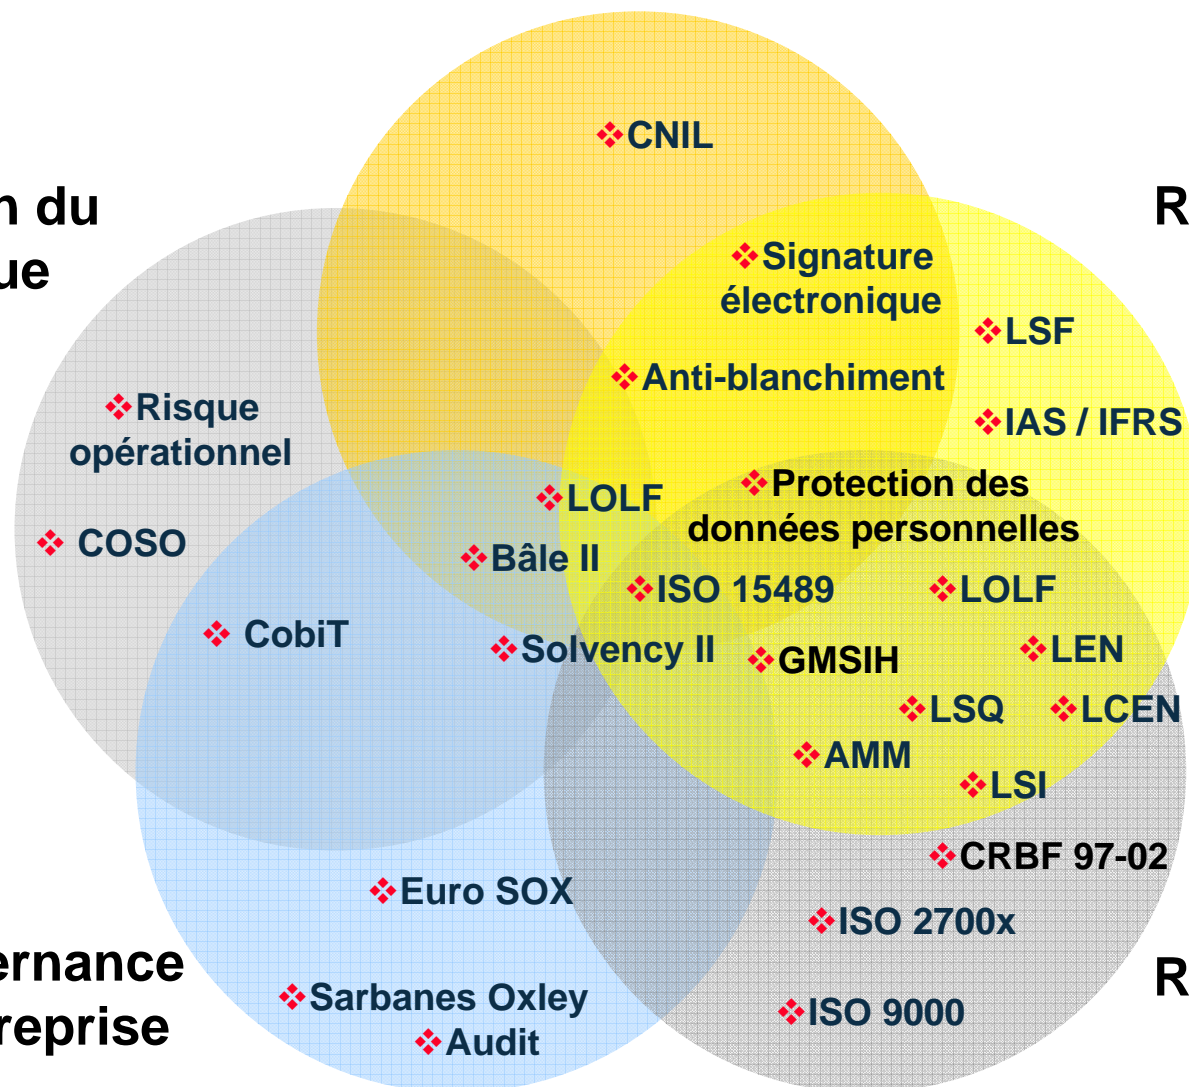 CNIL
n du
ue
R
Signature
électronique
LSF
Anti-blanchiment
IAS / IFRS
Risque
opérationnel
LOLF
Protection des
données personnelles
COSO
Bâle II
ISO 15489
LOLF
CobiT
Solvency II
GMSIH
LEN
LSQ
LCEN
AMM
LSI
CRBF 97-02
Euro SOX
ISO 2700x
ernance
reprise
R
Sarbanes Oxley
Audit
ISO 9000